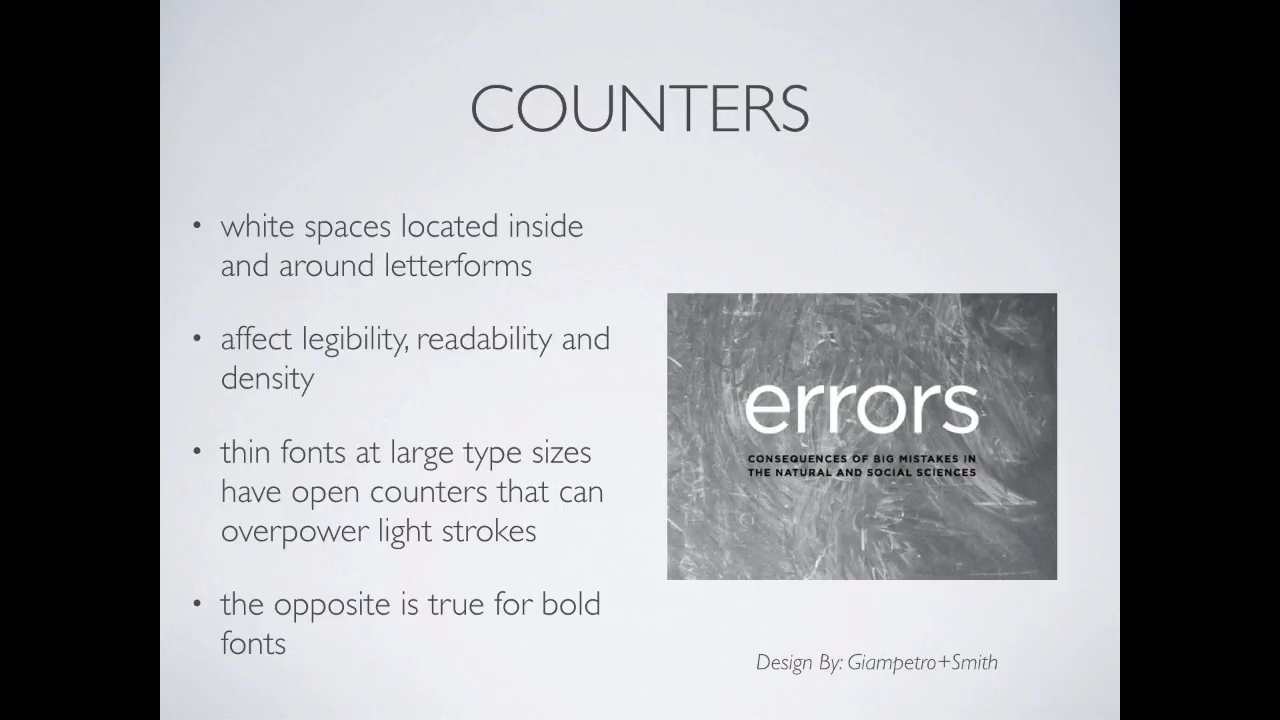 COUNTERS
• white spaces located inside
and around letterforms
• affect legibility, readability and
density
• thin fonts at large type sizes
have open counters that can
overpower light strokes
• the opposite is true for bold
fonts
errors
CONSEQUENCES OF BIG MISTAKES IN
THE NATURAL AND SOCIAL SCIENCES
Design By: Giampetro+Smith